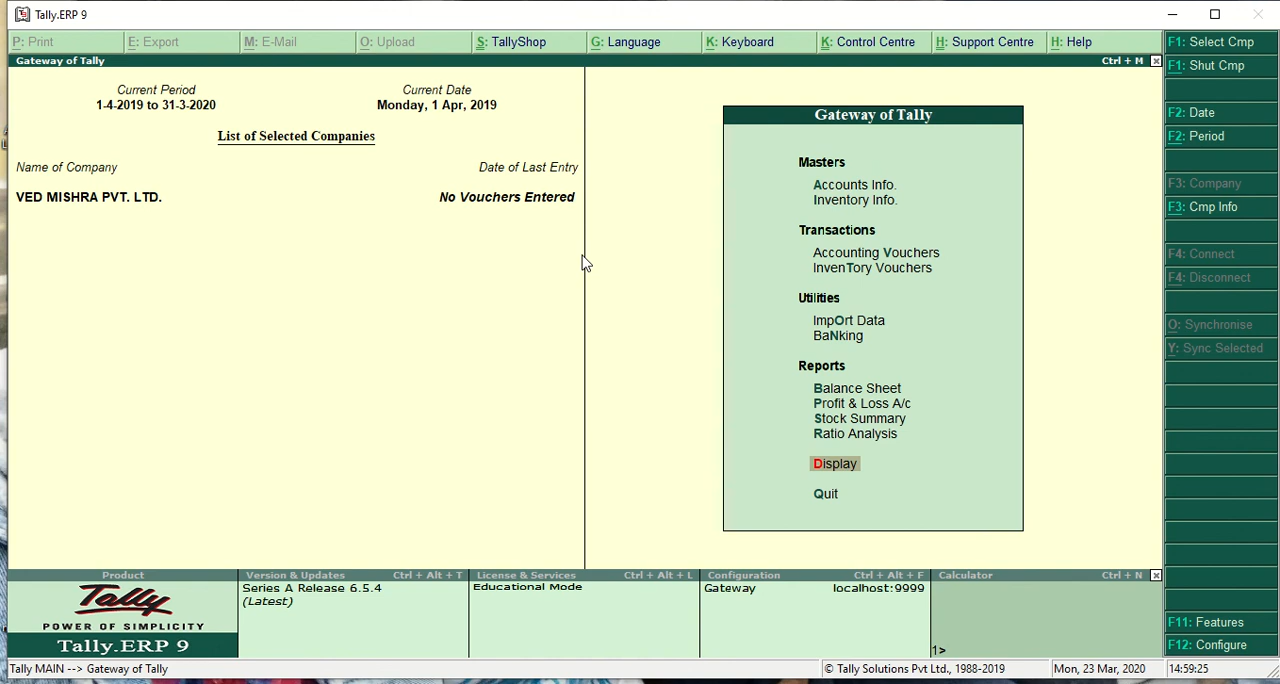 Tally.ERP 9
P: Print E: Export M: E-Mail O: Upload S: TallyShop G: Language K: Keyboard K: Control Centre H: Support Centre H: Help
Gateway of Tally Ctrl + M
Current Period Current Date
1-4-2019 to 31-3-2020 Monday, 1 Apr, 2019
List of Selected Companies
Name of Company Date of Last Entry
VED MISHRA PVT. LTD. No Vouchers Entered
Gateway of Tally
Masters
Accounts Info.
Inventory Info.
Transactions
Accounting Vouchers
InvenTory Vouchers
Utilities
ImpOrt Data
BaNking
Reports
Balance Sheet
Profit & Loss A/c
Stock Summary
Ratio Analysis
Display
Quit
F1: Select Cmp
F1: Shut Cmp
F2: Date
F2: Period
F3: Company
F3: Cmp Info
F4: Connect
F4: Disconnect
O: Synchronise
Y: Sync Selected
F11: Features
F12: Configure
Product
Tally
POWER OF SIMPLICITY
Tally.ERP 9
Version & Updates Ctrl + Alt + T
Series A Release 6.5.4
(Latest)
License & Services Ctrl + Alt + L
Educational Mode
Configuration Ctrl + Alt + F
Gateway localhost:9999
Calculator Ctrl + N
1>
Tally MAIN --> Gateway of Tally © Tally Solutions Pvt Ltd., 1988-2019 Mon, 23 Mar, 2020 14:59:25